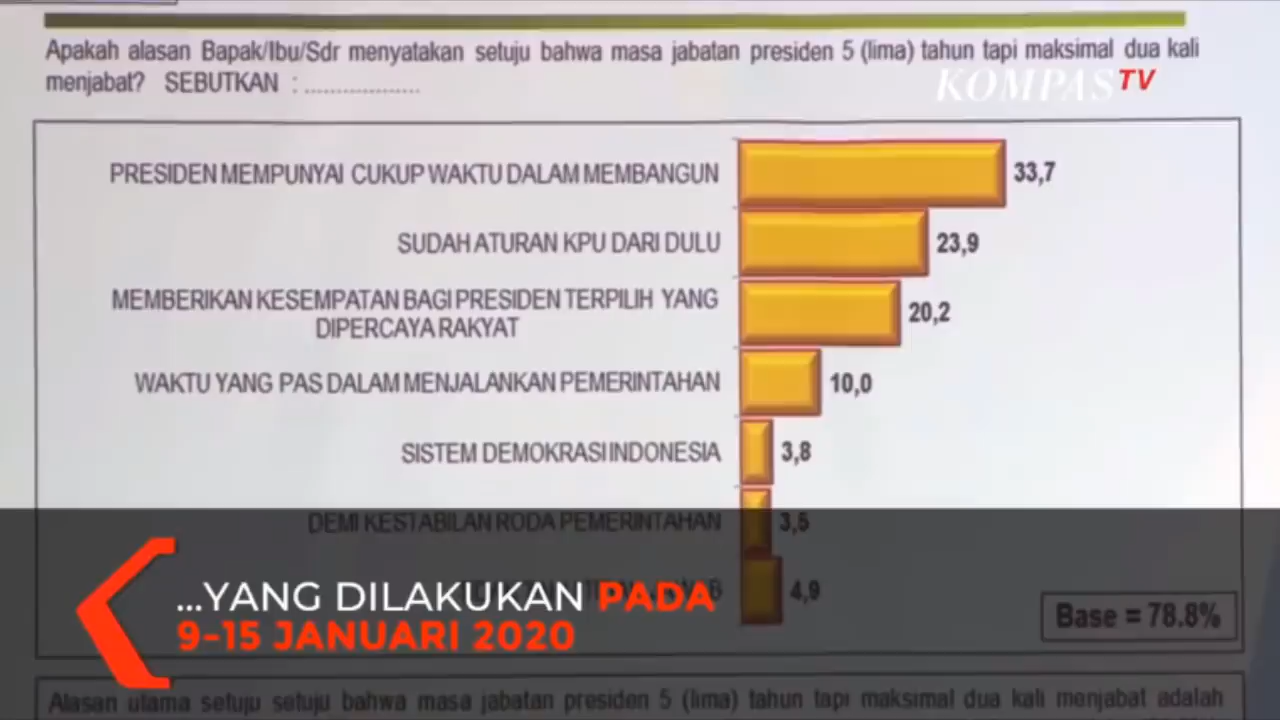 Apakah alasan Bapak/Ibu/Sdr menyatakan setuju bahwa masa jabatan presiden 5 (lima) tahun tapi maksimal dua kali
menjabat? SEBUTKAN : ....................
KOMPAS TV
PRESIDEN MEMPUNYAI CUKUP WAKTU DALAM MEMBANGUN 33,7
SUDAH ATURAN KPU DARI DULU 23,9
MEMBERIKAN KESEMPATAN BAGI PRESIDEN TERPILIH YANG
DIPERCAYA RAKYAT 20,2
WAKTU YANG PAS DALAM MENJALANKAN PEMERINTAHAN 10,0
SISTEM DEMOKRASI INDONESIA 3,8
DEMI KESTABILAN RODA PEMERINTAHAN 3,5
4,9
...YANG DILAKUKAN PADA
9-15 JANUARI 2020
Base = 78.8%
Alasan utama setuju setuju bahwa masa jabatan presiden 5 (lima) tahun tapi maksimal dua kali menjabat adalah